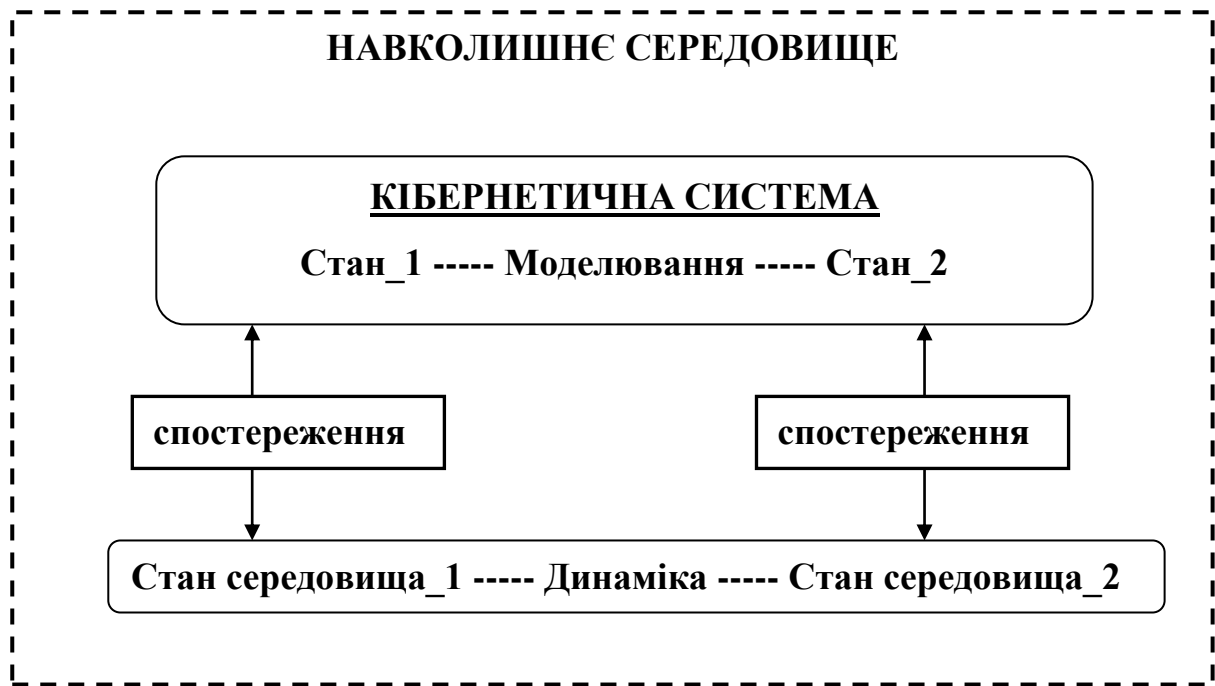 НАВКОЛИШНЄ СЕРЕДОВИЩЕ
КІБЕРНЕТИЧНА СИСТЕМА
Стан_1 ----- Моделювання ----- Стан_2
спостереження
спостереження
Стан середовища_1 ----- Динаміка ----- Стан середовища_2